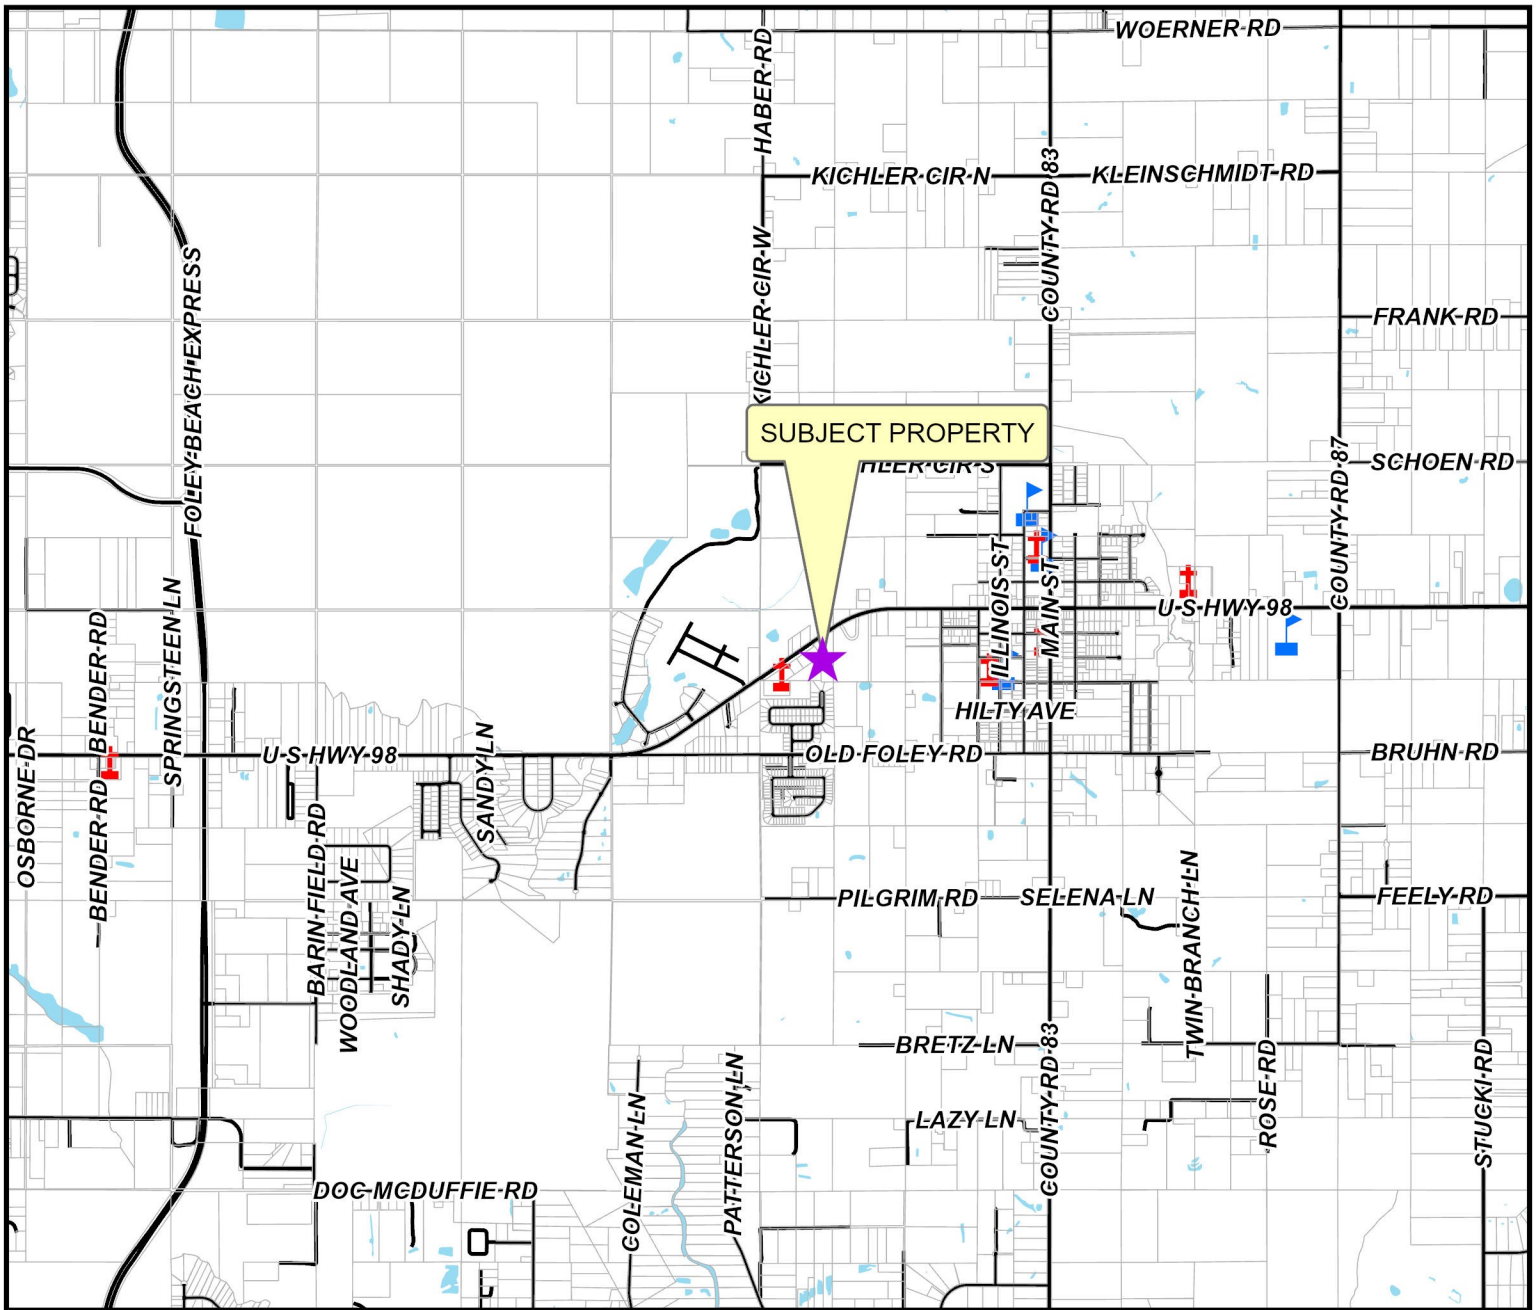 WOERNER RD
HABER RD
KICHLER CIR N
COUNTY RD 83
KLEINSCHMIDT RD
FOLEY BEACH EXPRESS
KICHLER CIR W
FRANK RD
SUBJECT PROPERTY
HLER CIR S
COUNTY RD 87
SCHOEN RD
ILLINOIS ST
MAIN ST
U S HWY 98
SPRINGSTEEN LN
BENDER RD
BENDER RD
OSBORNE DR
HILTY AVE
U S HWY 98
SANDY LN
OLD FOLEY RD
BRUHN RD
BARIN FIELD RD
WOODLAND AVE
SHADY LN
PILGRIM RD
SELENA LN
TWIN BRANCH LN
FEELY RD
BRETZ LN
COUNTY RD 83
ROSE RD
STUCKI RD
COLEMAN LN
PATTERSON LN
LAZY LN
DOC MCDUFFIE RD